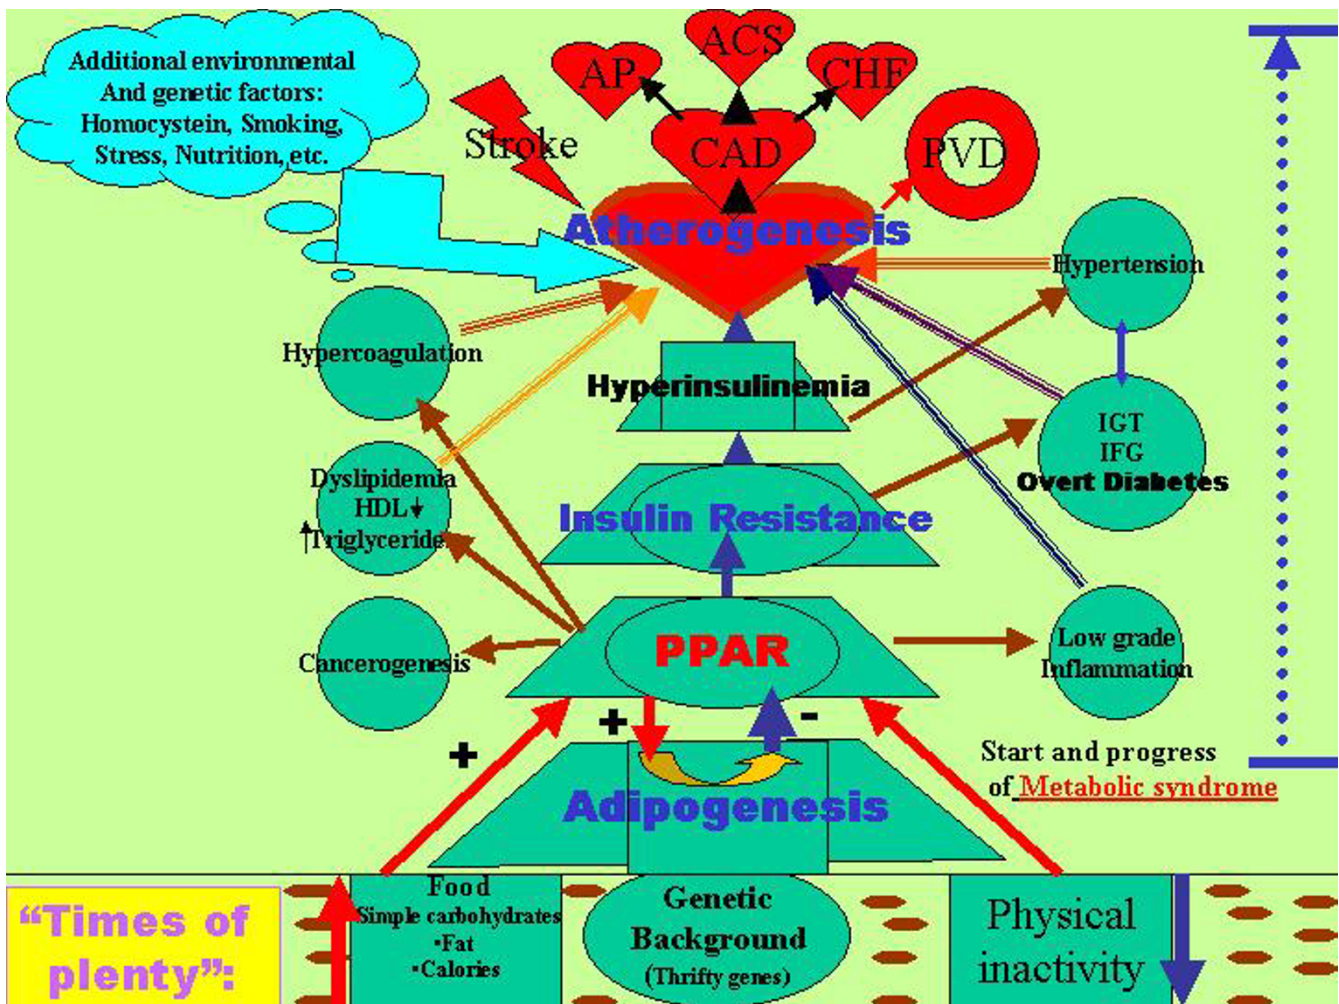 Additional environmental
And genetic factors:
Homocystein, Smoking,
Stress, Nutrition, etc.
ACS
AP
CHF
Stroke
CAD
PVD
Atherogenesis
Hypertension
Hypercoagulation
Hyperinsulinemia
IGT
IFG
Overt Diabetes
Dyslipidemia
HDL↓
↑Triglyceride
Insulin Resistance
PPAR
Low grade
Inflammation
Cancerogenesis
+
+
-
Start and progress
of Metabolic syndrome
Adipogenesis
"Times of
plenty":
Food
Simple carbohydrates
▪Fat
▪Calories
Genetic
Background
(Thrifty genes)
Physical
inactivity